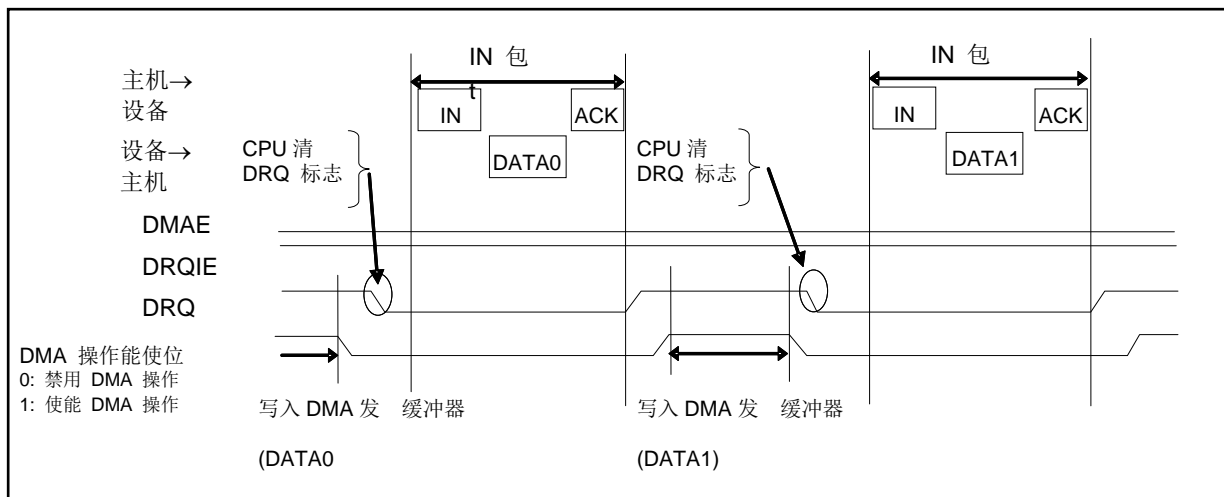 IN 包
IN 包
主机→
设备
t
IN
ACK
IN
ACK
设备→
主机
CPU 清
DRQ 标志
DATA0
CPU 清
DRQ 标志
DATA1
DMAE
DRQIE
DRQ
DMA 操作能使位
0: 禁用 DMA 操作
1: 使能 DMA 操作
写入 DMA 发 缓冲器
(DATA0
写入 DMA 发 缓冲器
(DATA1)